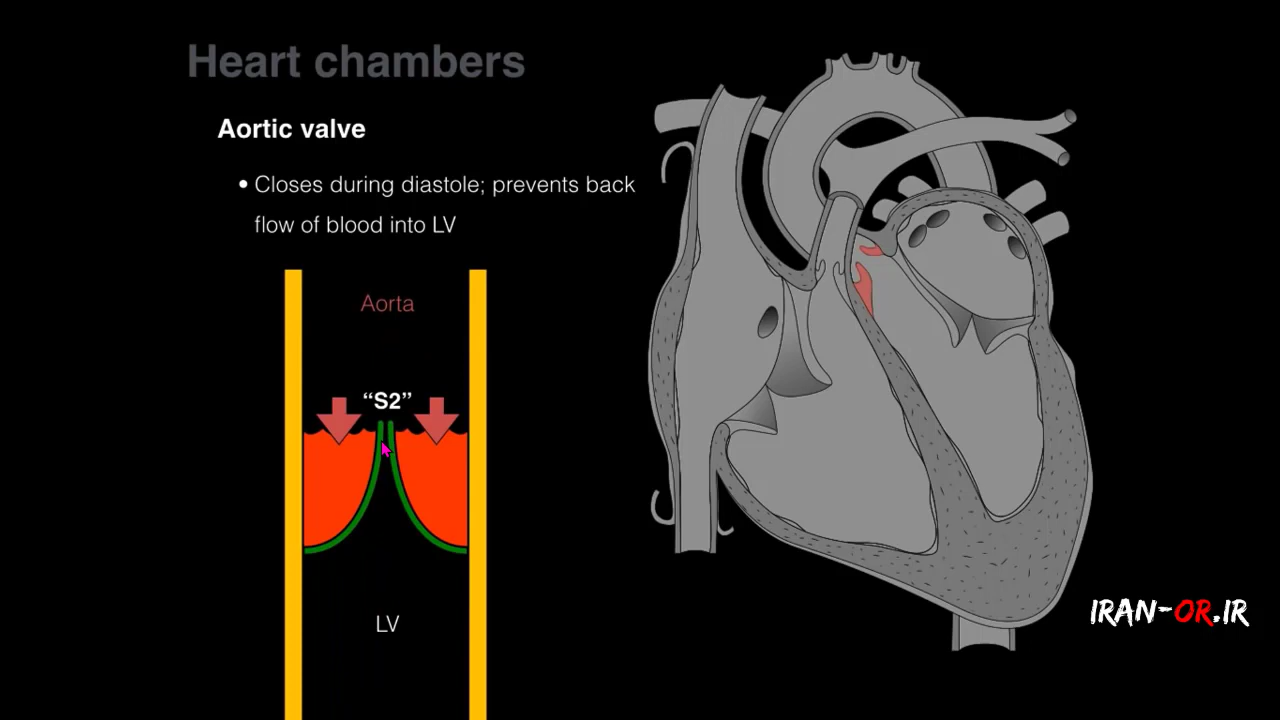 Heart chambers
Aortic valve
• Closes during diastole; prevents back
flow of blood into LV
Aorta
“S2”
LV
IRAN-OR.IR